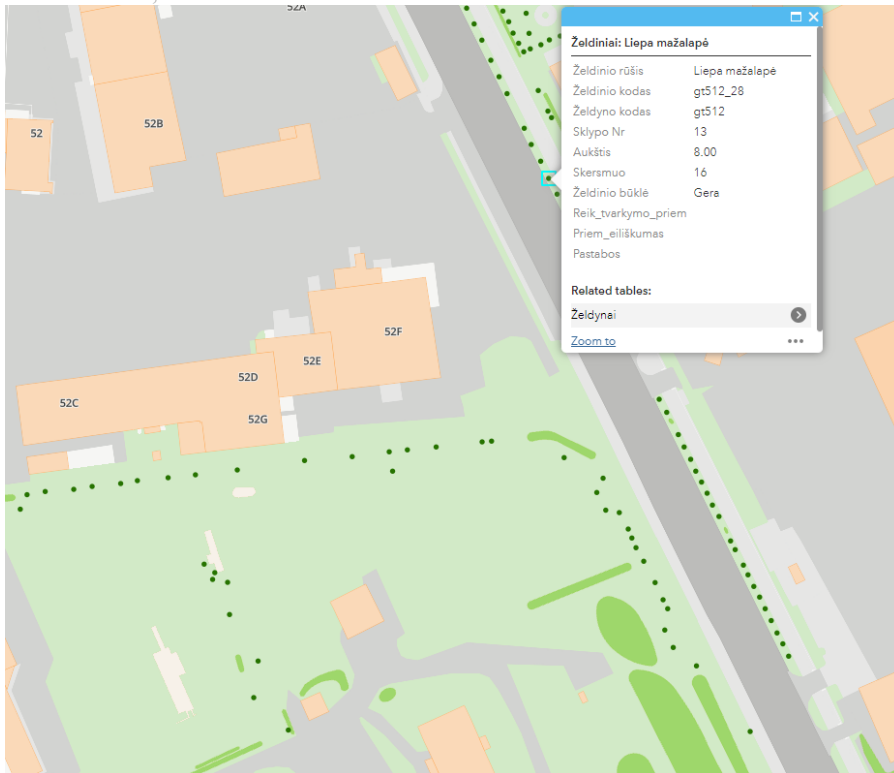 52A
52B
52
52F
52E
52D
52C
52G
Želdiniai: Liepa mažalapė
Želdinio rūšis Liepa mažalapė
Želdinio kodas gt512_28
Želdyno kodas gt512
Sklypo Nr 13
Aukštis 8.00
Skersmuo 16
Želdinio būklė Gera
Reik_tvarkymo_priem
Priem_eiliškumas
Pastabos
Related tables:
Želdynai
Zoom to